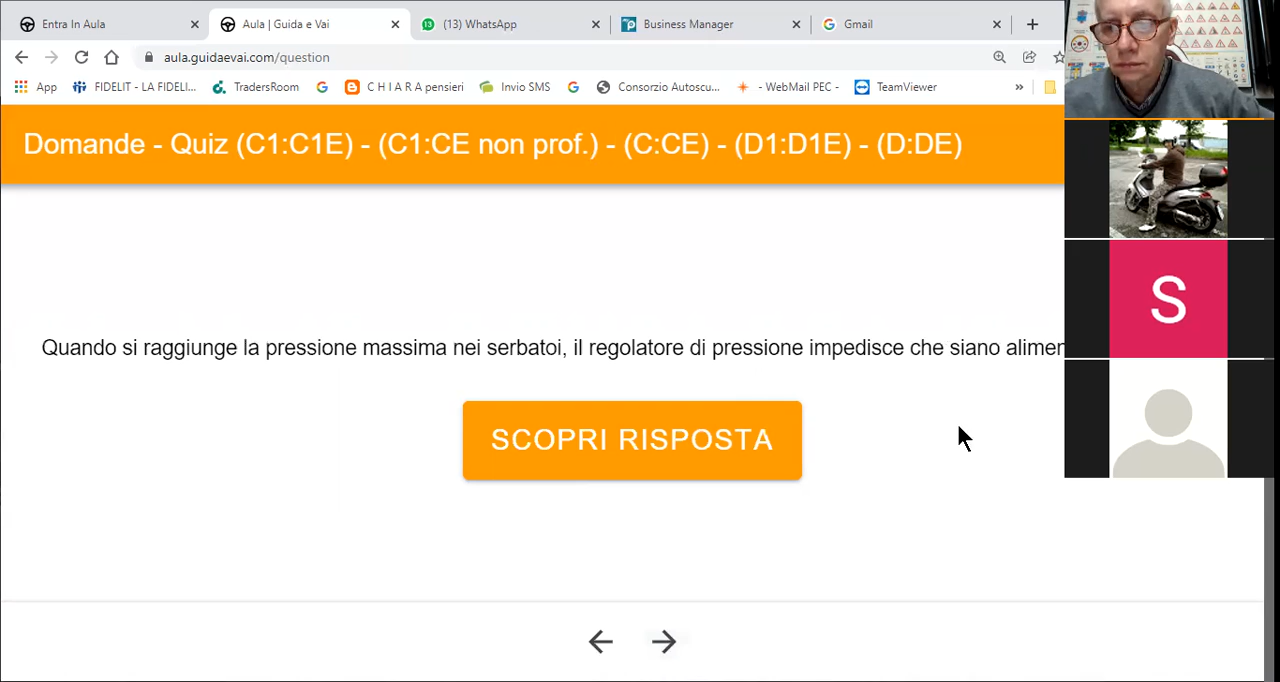 Entra In Aula
Aula | Guida e Vai
(13) WhatsApp
Business Manager
Gmail
aula.guidaevai.com/question
App
FIDELIT - LA FIDELI...
TradersRoom
C H I A R A pensieri
Invio SMS
Consorzio Autoscu...
- WebMail PEC -
TeamViewer
»
Domande - Quiz (C1:C1E) - (C1:CE non prof.) - (C:CE) - (D1:D1E) - (D:DE)
Quando si raggiunge la pressione massima nei serbatoi, il regolatore di pressione impedisce che siano alimen
SCOPRI RISPOSTA
S